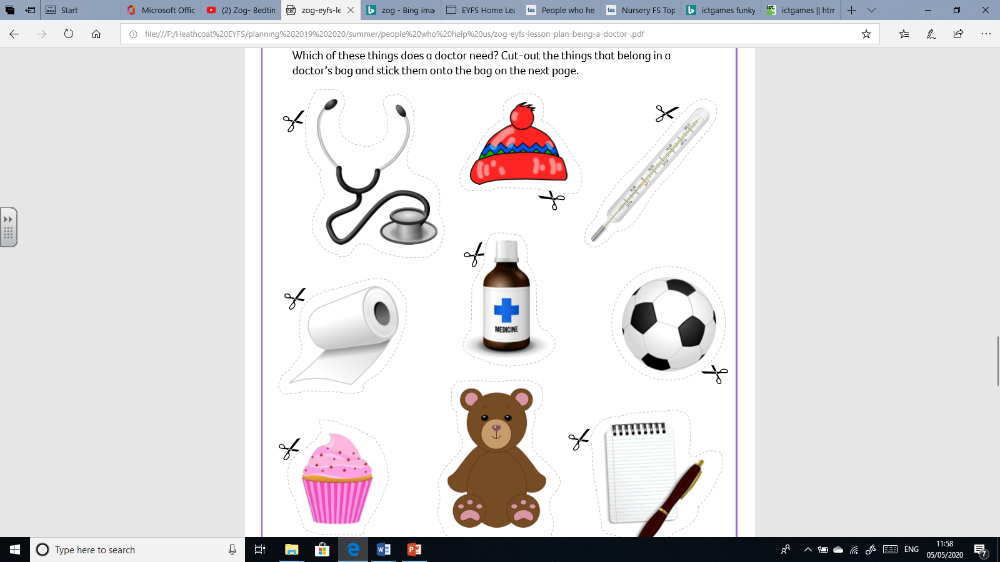 Start
Microsoft Offic
(2) Zog- Bedtin
zog-eyfs-le
zog - Bing ima
EYFS Home Lea
People who he
Nursery FS Top
ictgames funky
ictgames || htm
file:///F:/Heathcoat%20EYFS/planning%202019%202020/summer/people%20who%20help%20us/zog-eyfs-lesson-plan-being-a-doctor-.pdf
Which of these things does a doctor need? Cut-out the things that belong in a
doctor's bag and stick them onto the bag on the next page.
MEDICINE
Type here to search
ENG
11:58
05/05/2020
7